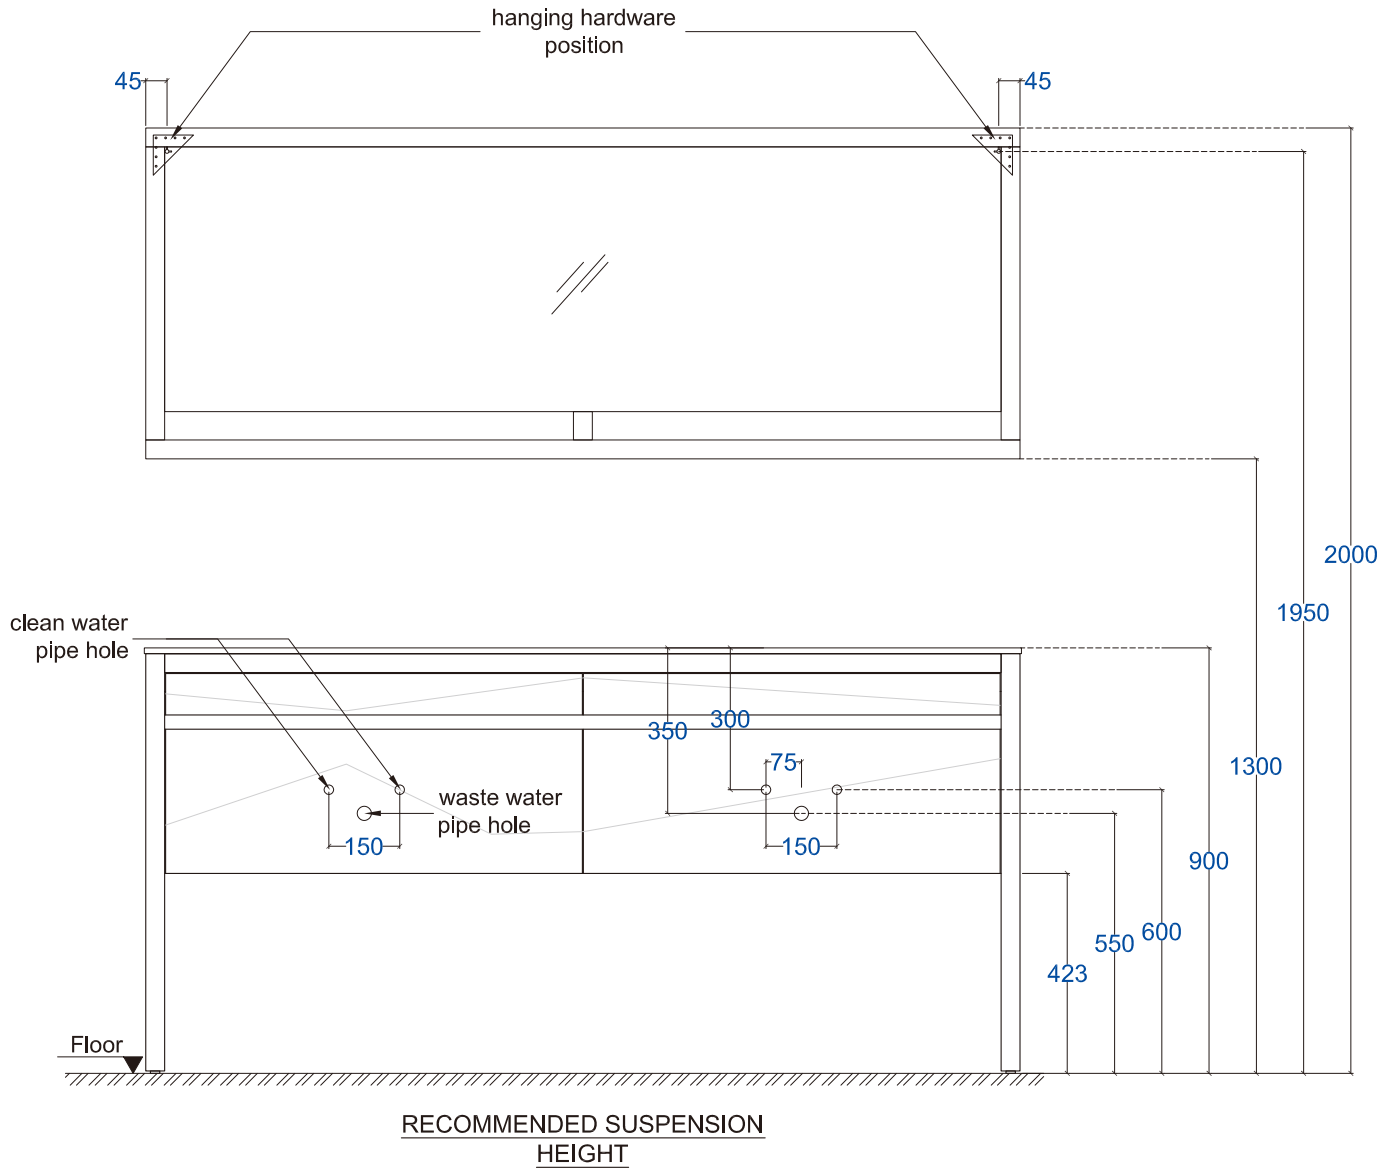 hanging hardware
position
45
45
2000
1950
clean water
pipe hole
350
300
75
1300
waste water
pipe hole
150
150
900
600
550
423
Floor
RECOMMENDED SUSPENSION
HEIGHT